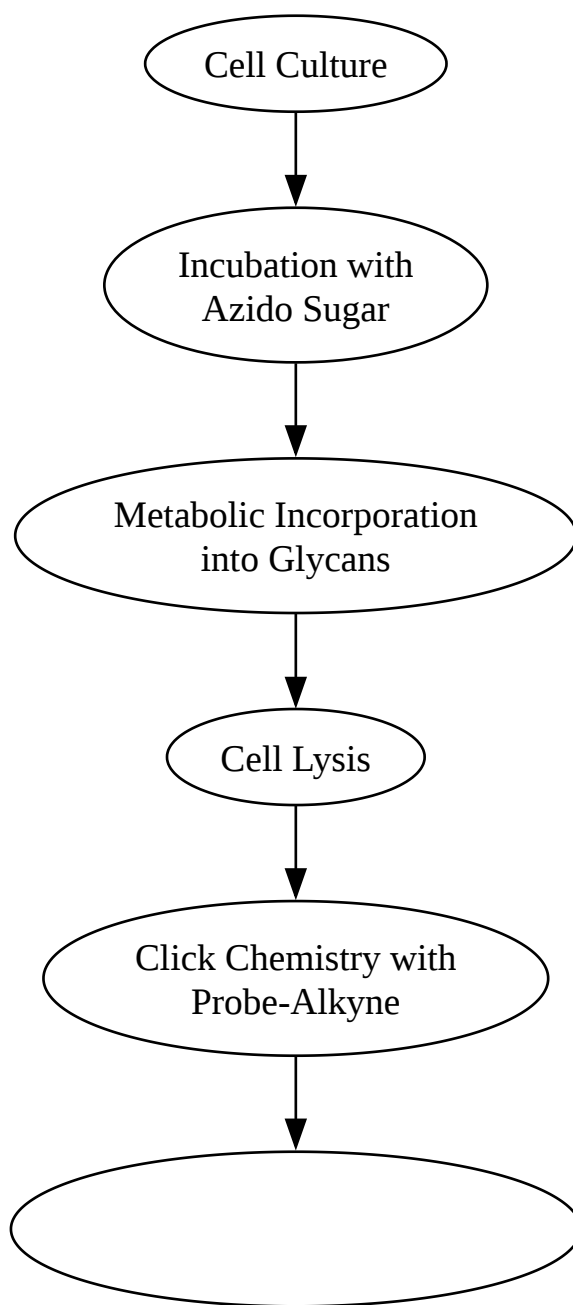 Cell Culture
Incubation with
Azido Sugar
Metabolic Incorporation
into Glycans
Cell Lysis
Click Chemistry with
Probe-Alkyne